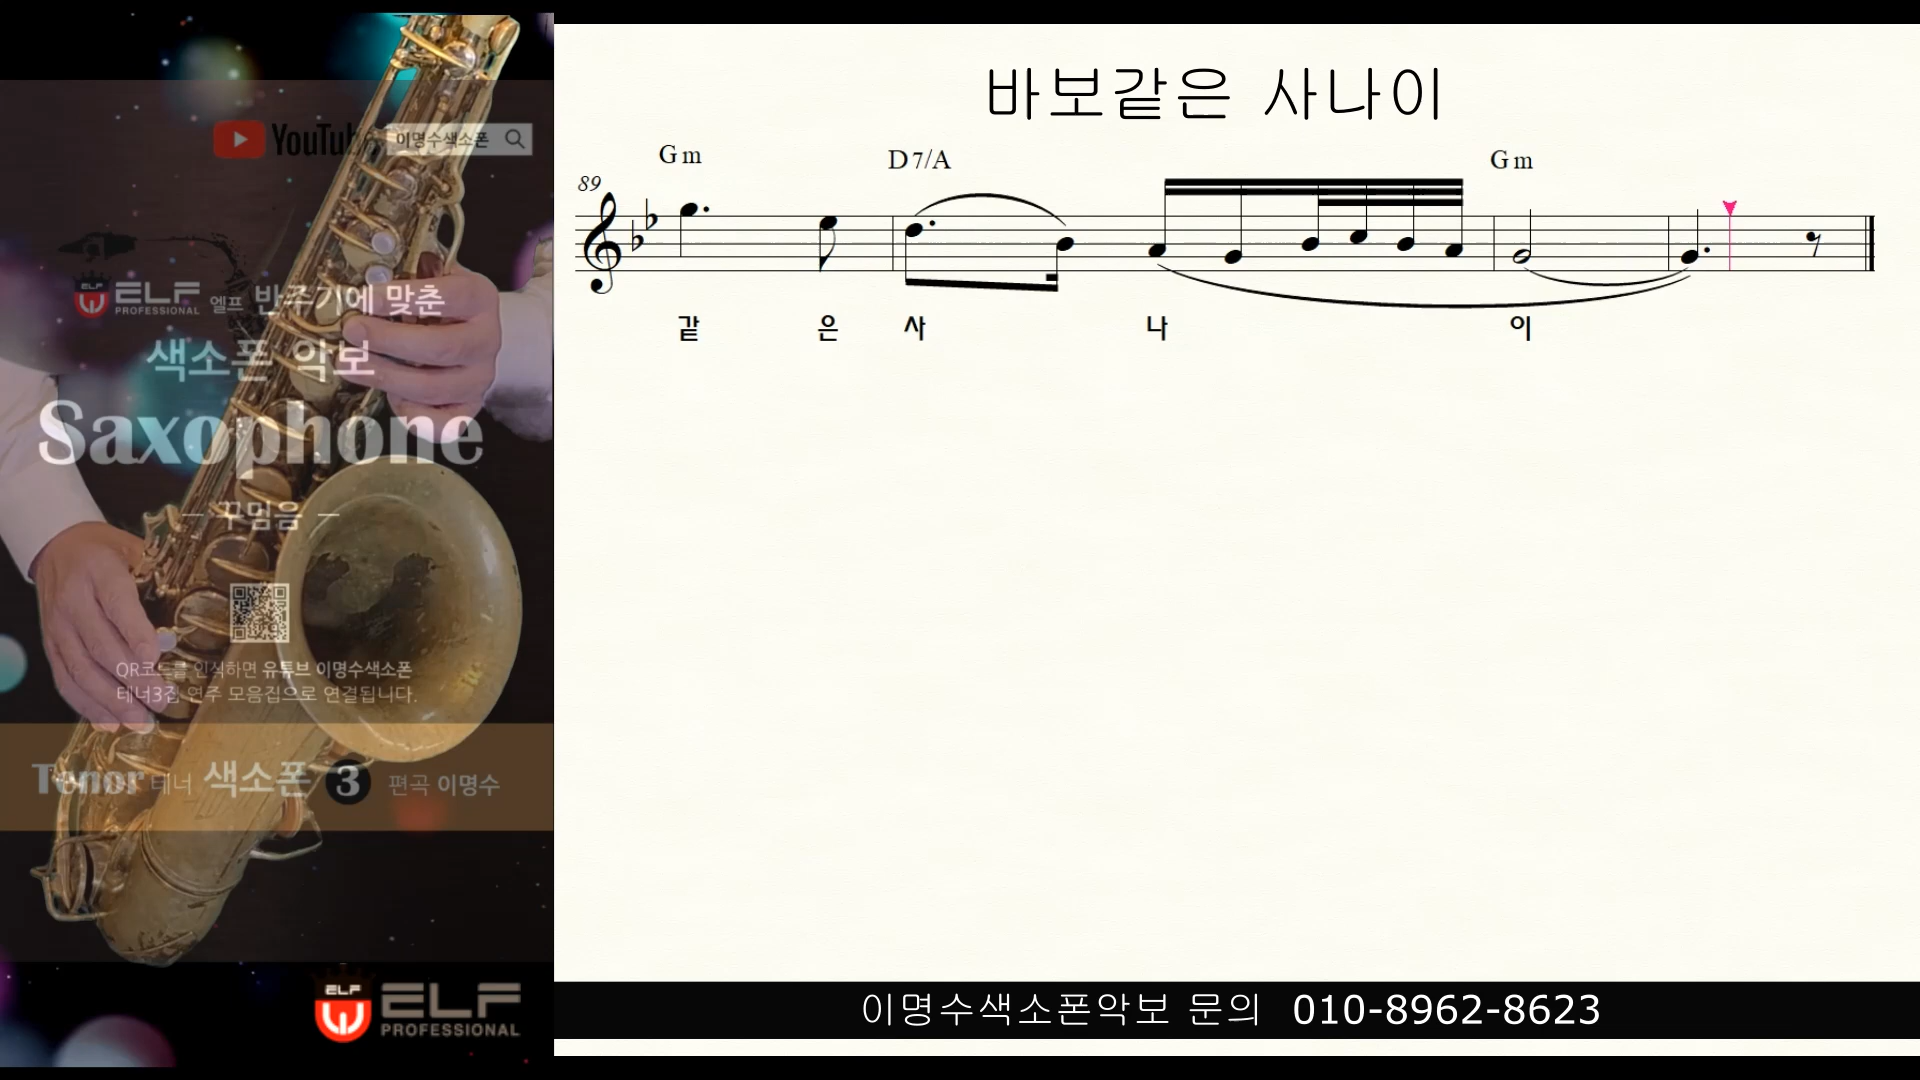 YouTube 이명수색소폰
ELF PROFESSIONAL 엘프 반주기에 맞춘
색소폰 악보
Saxophone
— 꾸밈음 —
QR코드를 인식하면 유튜브 이명수색소폰
테너3집 연주 모음집으로 연결됩니다.
Tenor 테너 색소폰 3 편곡 이명수
ELF ELF
PROFESSIONAL
바보같은 사나이
Gm D7/A Gm
89
같 은 사 나 이
이명수색소폰악보 문의 010-8962-8623